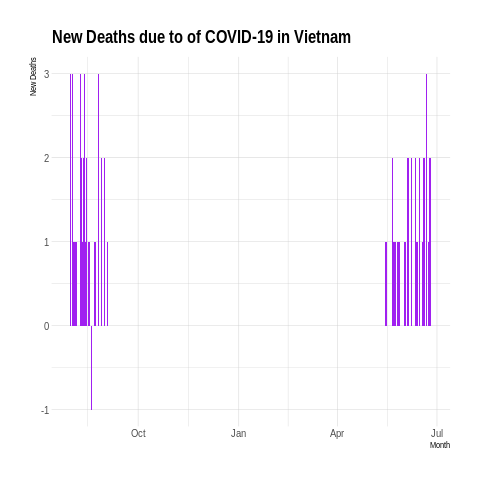 New Deaths due to of COVID-19 in Vietnam
New Deaths
3
2
1
0
-1
Oct
Jan
Apr
Jul
Month